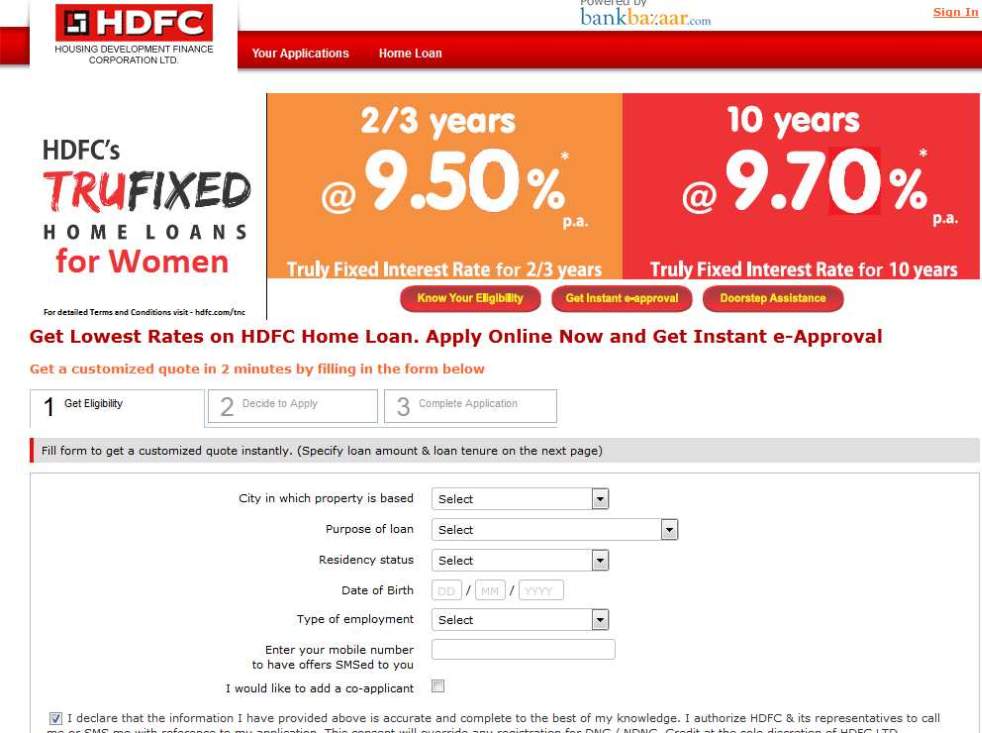 HDFC
HOUSING DEVELOPMENT FINANCE
CORPORATION LTD.
Powered by
bankbazaar.com
Sign In
Your Applications Home Loan
HDFC's
TRUFIXED
HOME LOANS
for Women
For detailed Terms and Conditions visit - hdfc.com/tnc
2/3 years
@ 9.50%*
p.a.
Truly Fixed Interest Rate for 2/3 years
10 years
@ 9.70%*
p.a.
Truly Fixed Interest Rate for 10 years
Know Your Eligibility Get Instant e-approval Doorstep Assistance
Get Lowest Rates on HDFC Home Loan. Apply Online Now and Get Instant e-Approval
Get a customized quote in 2 minutes by filling in the form below
1 Get Eligibility 2 Decide to Apply 3 Complete Application
Fill form to get a customized quote instantly. (Specify loan amount & loan tenure on the next page)
City in which property is based Select
Purpose of loan Select
Residency status Select
Date of Birth DD / MM / YYYY
Type of employment Select
Enter your mobile number
to have offers SMSed to you
I would like to add a co-applicant
I declare that the information I have provided above is accurate and complete to the best of my knowledge. I authorize HDFC & its representatives to call
me or SMS me with reference to my application. This consent will override any registration for DNC / NDNC. Credit at the sole discretion of HDFC LTD.